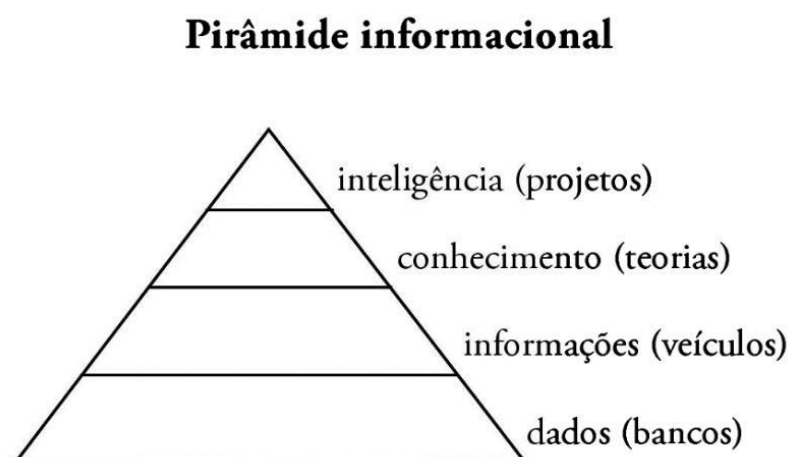 Pirâmide informacional
inteligência (projetos)
conhecimento (teorias)
informações (veículos)
dados (bancos)